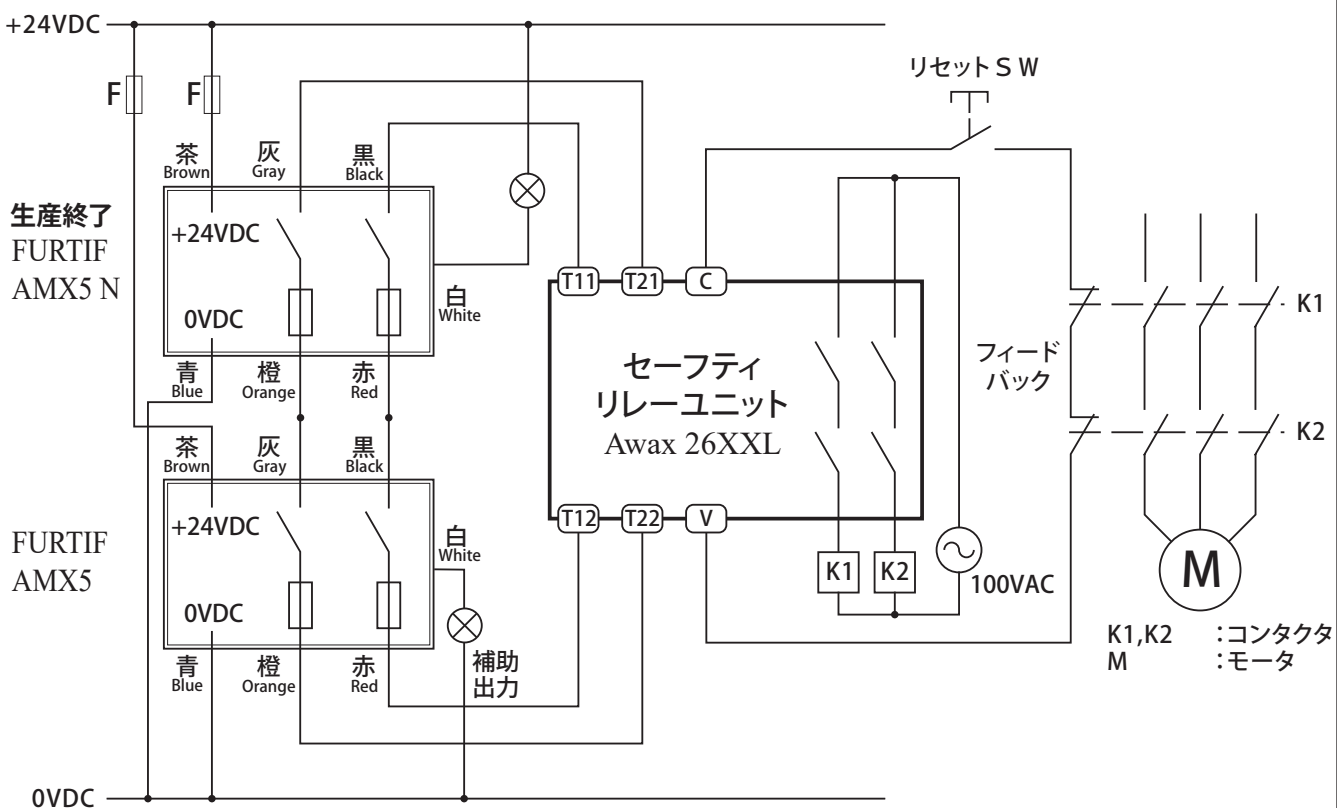 +24VDC
リセットＳＷ
F
F
茶
Brown
灰
Gray
黒
Black
生産終了
FURTIF
AMX5 N
+24VDC
0VDC
白
White
青
Blue
橙
Orange
赤
Red
T11
T21
C
セーフティ
リレーユニット
Awax 26XXL
フィード
バック
K1
K2
茶
Brown
灰
Gray
黒
Black
FURTIF
AMX5
+24VDC
0VDC
白
White
青
Blue
橙
Orange
赤
Red
補助
出力
T12
T22
V
K1
K2
100VAC
M
K1,K2 :コンタクタ
M :モータ
0VDC